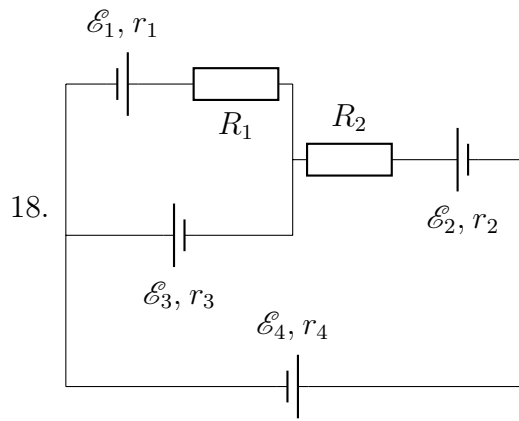 ℰ₁, r₁
R₁
R₂
18.
ℰ₂, r₂
ℰ₃, r₃
ℰ₄, r₄